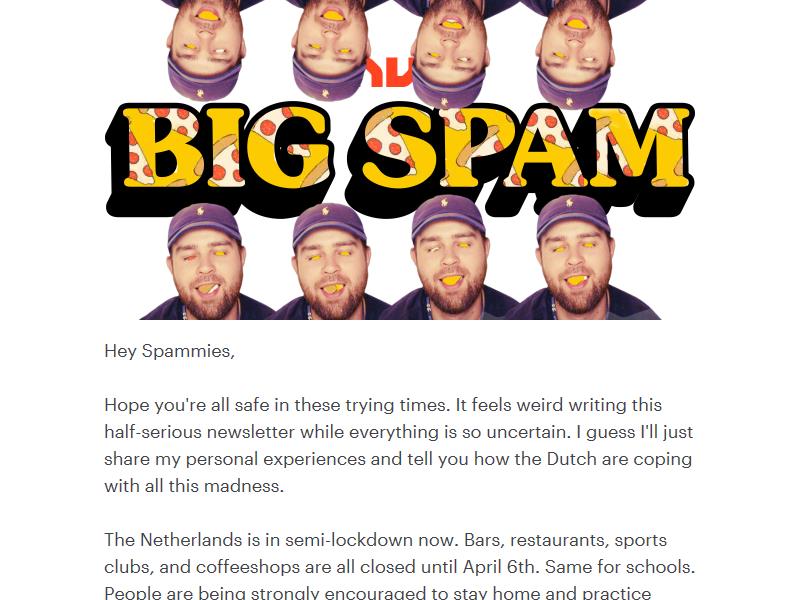 BIG SPAM
Hey Spammies,
Hope you're all safe in these trying times. It feels weird writing this
half-serious newsletter while everything is so uncertain. I guess I'll just
share my personal experiences and tell you how the Dutch are coping
with all this madness.
The Netherlands is in semi-lockdown now. Bars, restaurants, sports
clubs, and coffeeshops are all closed until April 6th. Same for schools.
People are being strongly encouraged to stay home and practice